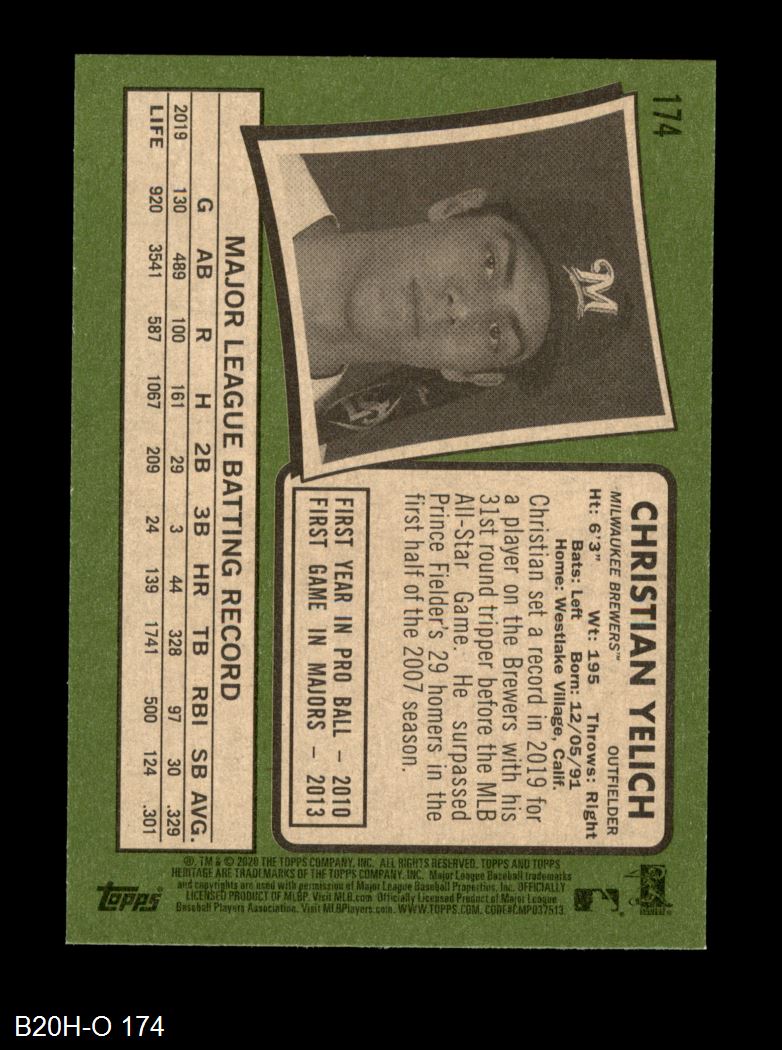 174
M
CHRISTIAN YELICH
MILWAUKEE BREWERS™ OUTFIELDER
Ht: 6'3" Wt: 195 Throws: Right
Bats: Left Born: 12/05/91
Home: Westlake Village, Calif.
Christian set a record in 2019 for
a player on the Brewers with his
31st round tripper before the MLB
All-Star Game. He surpassed
Prince Fielder's 29 homers in the
first half of the 2007 season.
FIRST YEAR IN PRO BALL – 2010
FIRST GAME IN MAJORS – 2013
MAJOR LEAGUE BATTING RECORD
G AB R H 2B 3B HR TB RBI SB AVG.
2019 130 489 100 161 29 3 44 328 97 30 .329
LIFE 920 3541 587 1067 209 24 139 1741 500 124 .301
®, TM & © 2020 THE TOPPS COMPANY, INC. ALL RIGHTS RESERVED. TOPPS AND TOPPS
HERITAGE ARE TRADEMARKS OF THE TOPPS COMPANY, INC. Major League Baseball trademarks
and copyrights are used with permission of Major League Baseball Properties, Inc. OFFICIALLY
LICENSED PRODUCT OF MLBP. Visit MLB.com Officially Licensed Product of Major League
Baseball Players Association. Visit MLBPlayers.com. WWW.TOPPS.COM. CODE#CMP037513
Topps
B20H-O 174